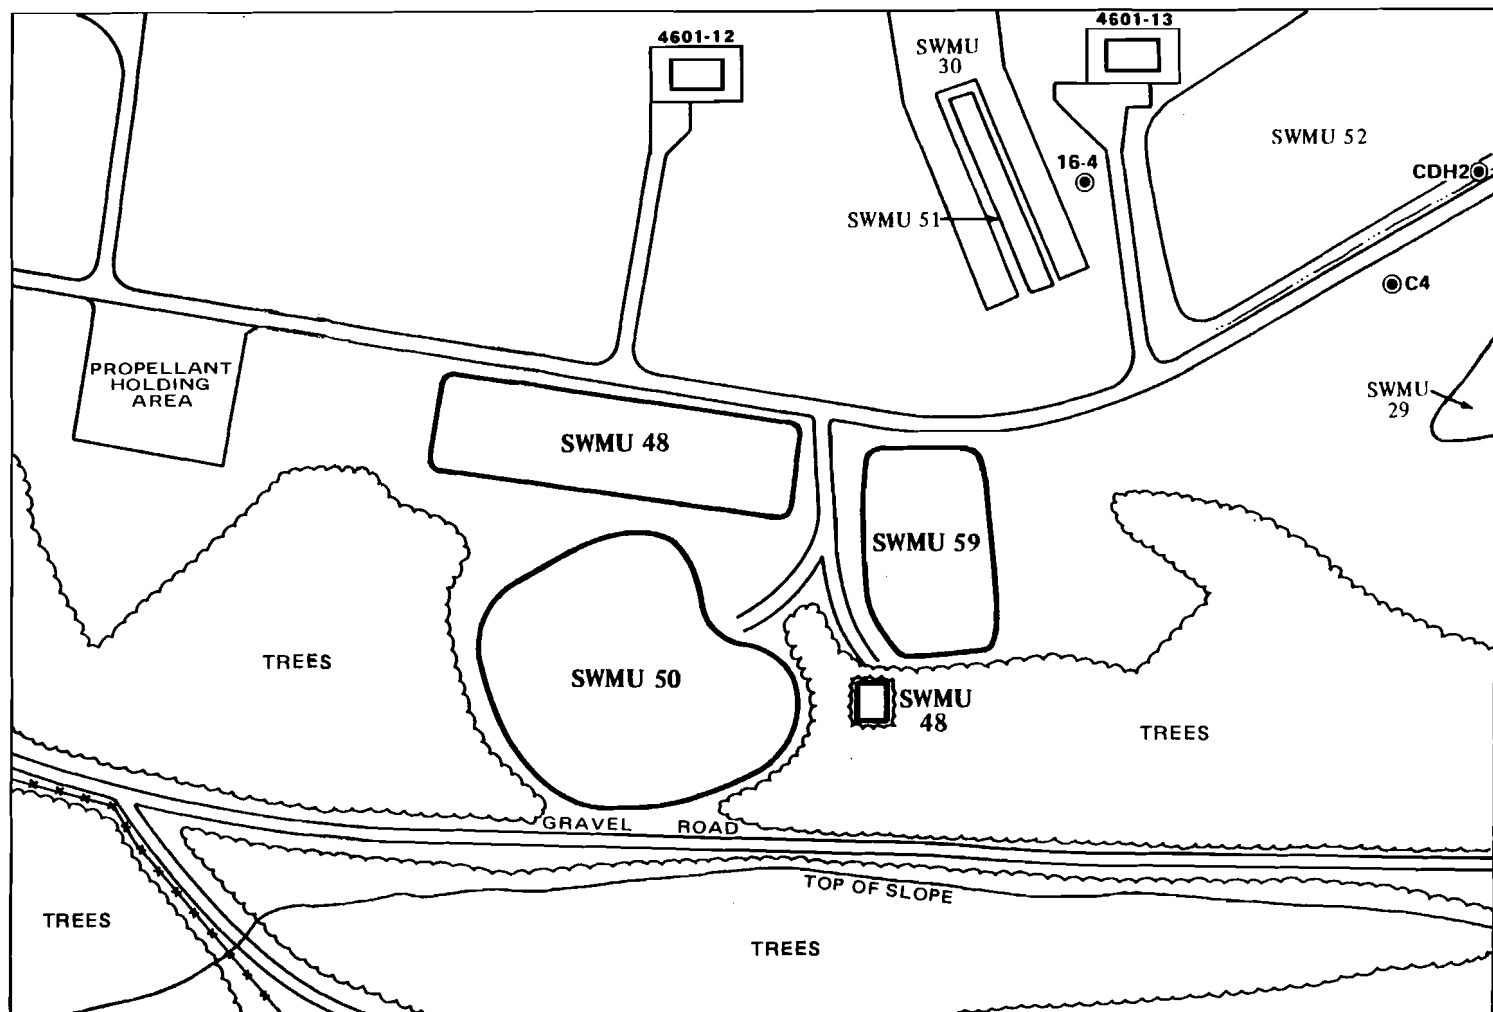 4601-12
4601-13
SWMU
30
SWMU 52
16-4
CDH2
SWMU 51
C4
PROPELLANT
HOLDING
AREA
SWMU
29
SWMU 48
SWMU 59
TREES
SWMU 50
SWMU
48
TREES
GRAVEL ROAD
TOP OF SLOPE
TREES
TREES